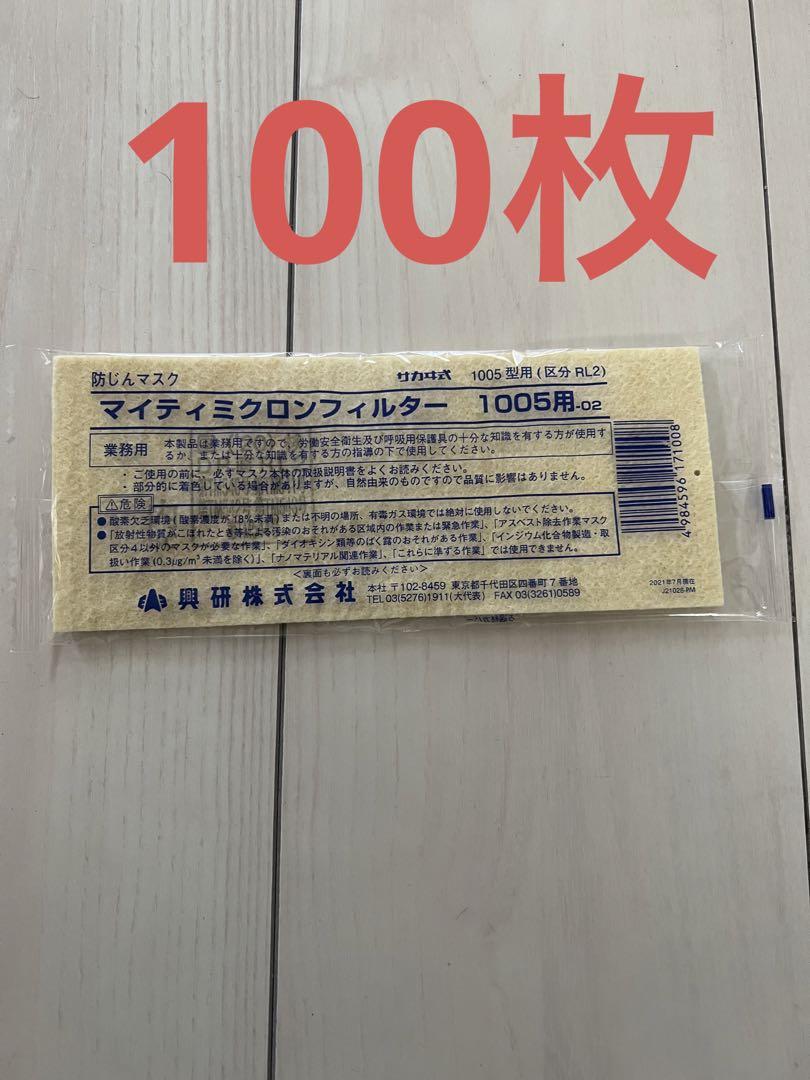 100枚
防じんマスク サカヰ式 1005型用(区分RL2)
マイティミクロンフィルター 1005用-02
業務用 本製品は業務用ですので、労働安全衛生及び呼吸用保護具の十分な知識を有する方が使用す
るか、または十分な知識を有する方の指導の下で使用してください。
・ご使用の前に、必ずマスク本体の取扱説明書をよくお読みください。
・部分的に着色している場合がありますが、自然由来のものですので品質に影響はありません。
⚠危険
●酸素欠乏環境(酸素濃度が18%未満)または不明の場所、有毒ガス環境では絶対に使用しないでください。
●「放射性物質がこぼれたとき等による汚染のおそれがある区域内の作業または緊急作業」、「アスベスト除去作業マスク
区分4以外のマスクが必要な作業」、「ダイオキシン類等のばく露のおそれがある作業」、「インジウム化合物製造・取
扱い作業(0.3μg/m³未満を除く)」、「ナノマテリアル関連作業」、「これらに準ずる作業」では使用できません。
<裏面も必ずお読みください>
興研株式会社 本社 〒102-8459 東京都千代田区四番町7番地
TEL 03(5276)1911(大代表) FAX 03(3261)0589
4984596171008
2021年7月現在
J2102S-PM